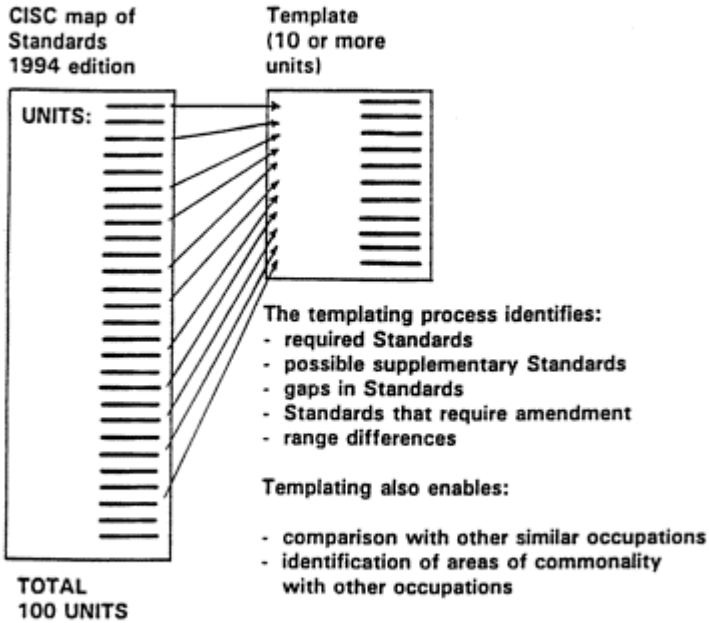 CISC map of
Standards
1994 edition
Template
(10 or more
units)
UNITS:
The templating process identifies:
- required Standards
- possible supplementary Standards
- gaps in Standards
- Standards that require amendment
- range differences
Templating also enables:
- comparison with other similar occupations
- identification of areas of commonality
with other occupations
TOTAL
100 UNITS